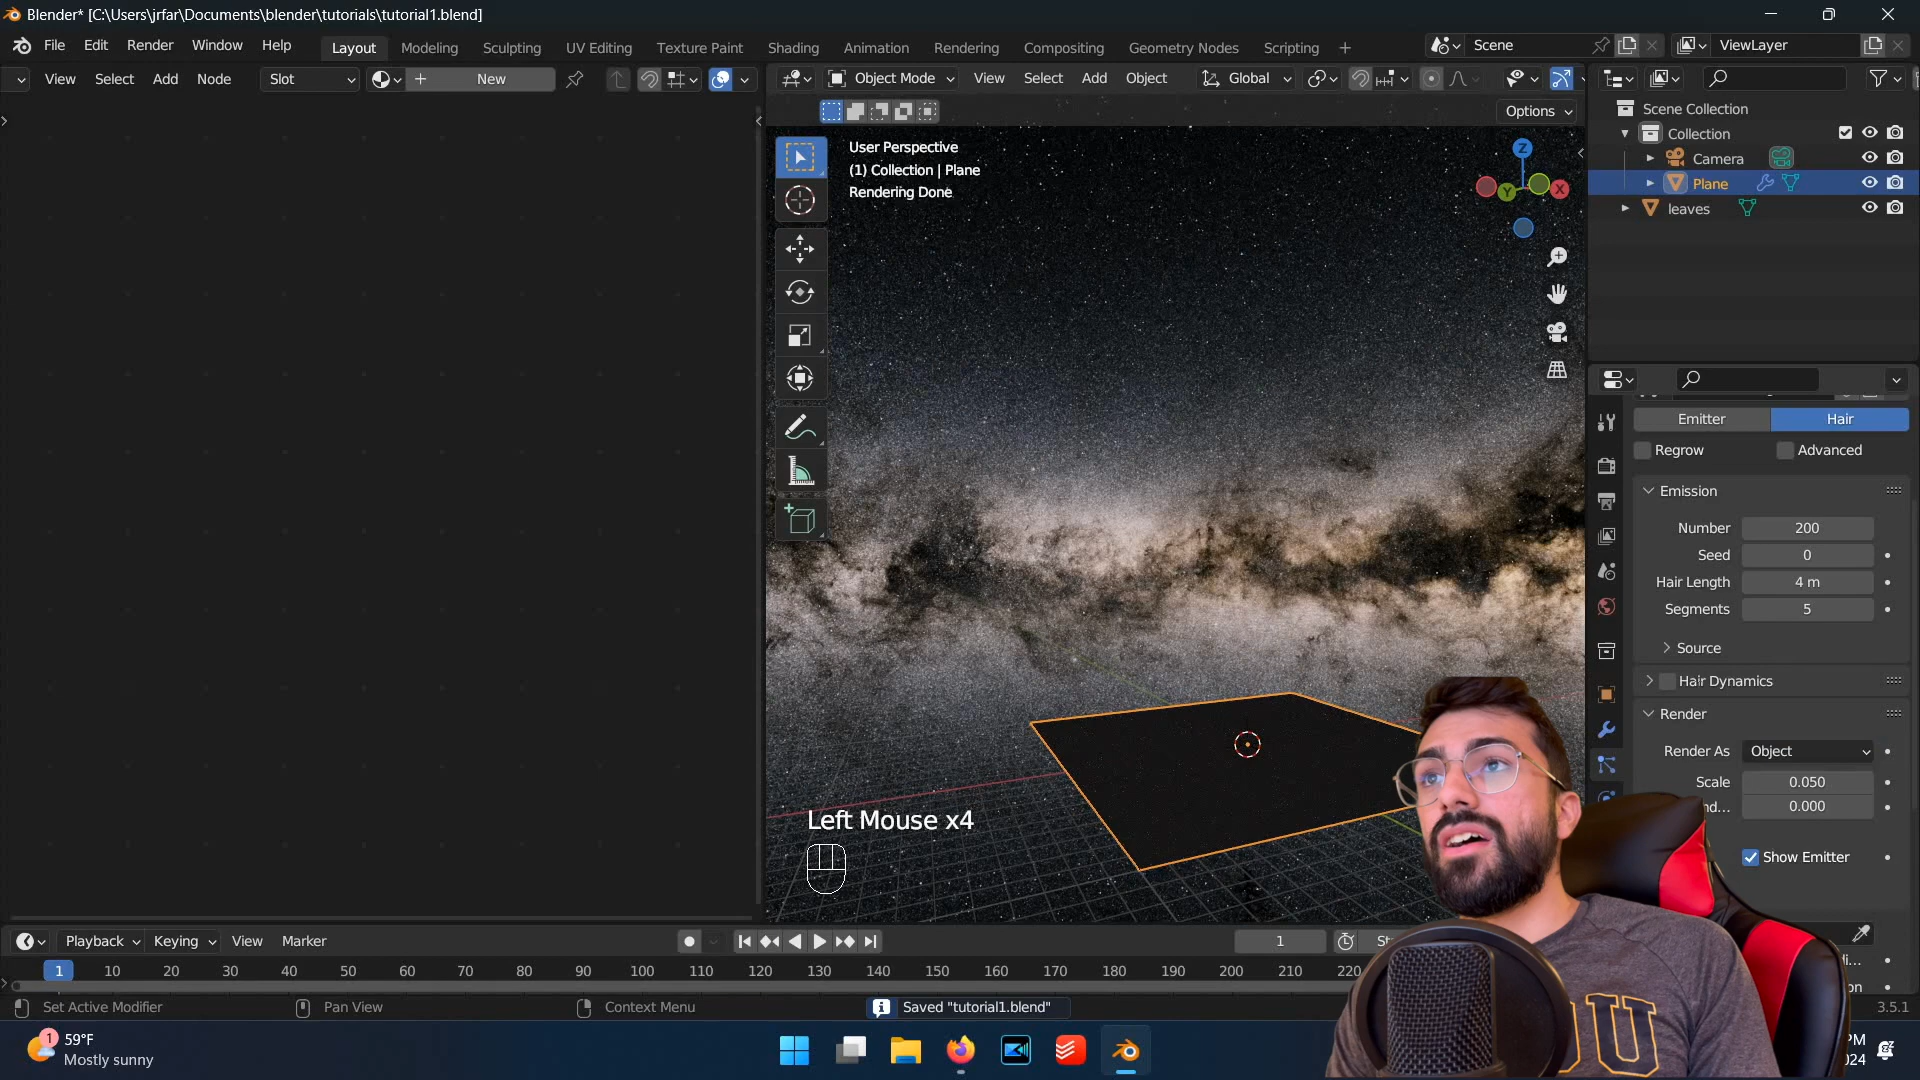 Blender* [C:\Users\jrfar\Documents\blender\tutorials\tutorial1.blend]
File Edit Render Window Help Layout Modeling Sculpting UV Editing Texture Paint Shading Animation Rendering Compositing Geometry Nodes Scripting + Scene ViewLayer
View Select Add Node Slot + New Object Mode View Select Add Object Global
Options
User Perspective
(1) Collection | Plane
Rendering Done
Z
Y
X
Scene Collection
Collection
Camera
Plane
leaves
Emitter Hair
Regrow Advanced
Emission
Number 200
Seed 0
Hair Length 4 m
Segments 5
Source
Hair Dynamics
Render
Render As Object
Scale 0.050
0.000
Show Emitter
Left Mouse x4
Playback Keying View Marker 1
1 10 20 30 40 50 60 70 80 90 100 110 120 130 140 150 160 170 180 190 200 210
Set Active Modifier Pan View Context Menu Saved "tutorial1.blend" 3.5.1
1
59°F
Mostly sunny
PM